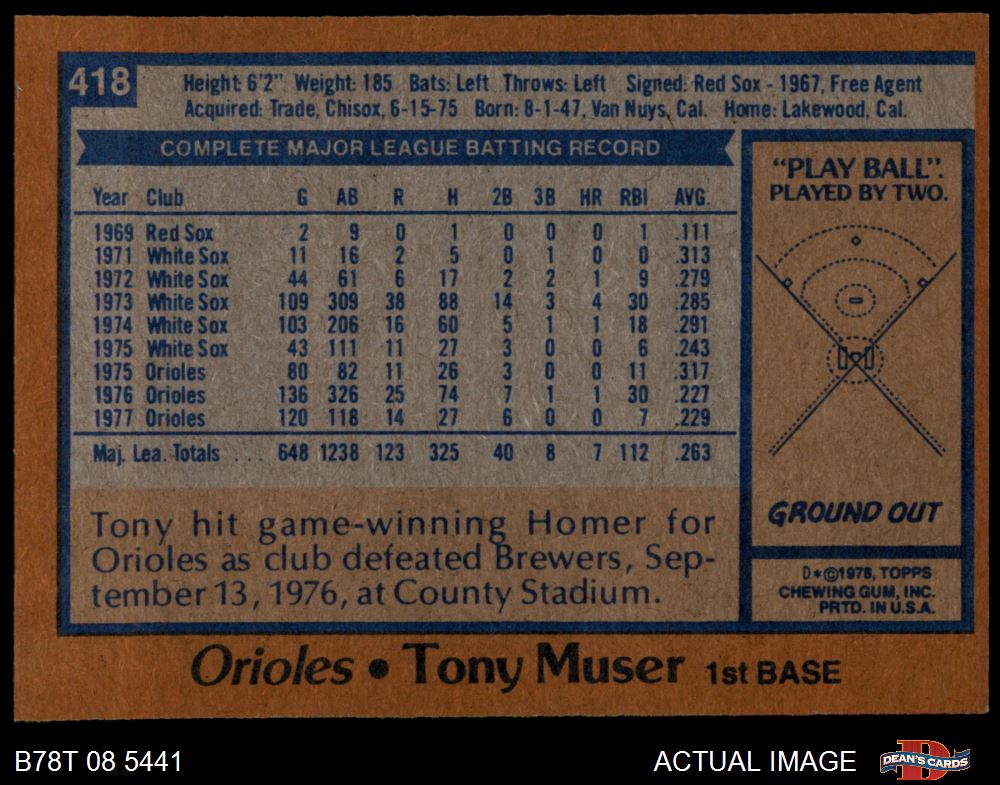 418
Height: 6'2" Weight: 185 Bats: Left Throws: Left Signed: Red Sox - 1967, Free Agent
Acquired: Trade, Chisox, 6-15-75 Born: 8-1-47, Van Nuys, Cal. Home: Lakewood, Cal.
COMPLETE MAJOR LEAGUE BATTING RECORD
Year Club G AB R H 2B 3B HR RBI AVG.
1969 Red Sox 2 9 0 1 0 0 0 1 .111
1971 White Sox 11 16 2 5 0 1 0 0 .313
1972 White Sox 44 61 6 17 2 2 1 9 .279
1973 White Sox 109 309 38 88 14 3 4 30 .285
1974 White Sox 103 206 16 60 5 1 1 18 .291
1975 White Sox 43 111 11 27 3 0 0 6 .243
1975 Orioles 80 82 11 26 3 0 0 11 .317
1976 Orioles 136 326 25 74 7 1 1 30 .227
1977 Orioles 120 118 14 27 6 0 0 7 .229
Maj. Lea. Totals ... 648 1238 123 325 40 8 7 112 .263
Tony hit game-winning Homer for
Orioles as club defeated Brewers, Sep-
tember 13, 1976, at County Stadium.
"PLAY BALL".
PLAYED BY TWO.
GROUND OUT
D*©1978, TOPPS
CHEWING GUM, INC.
PRTD. IN U.S.A.
Orioles • Tony Muser 1st BASE
B78T 08 5441
ACTUAL IMAGE
D
DEAN'S CARDS